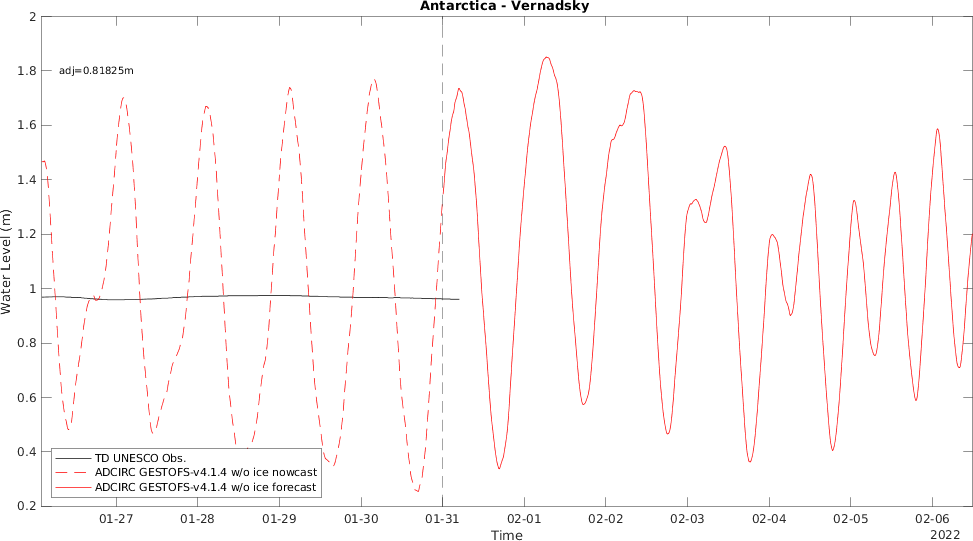 Antarctica - Vernadsky
2
1.8
1.6
1.4
1.2
1
0.8
0.6
0.4
0.2
Water Level (m)
adj=0.81825m
TD UNESCO Obs.
ADCIRC GESTOFS-v4.1.4 w/o ice nowcast
ADCIRC GESTOFS-v4.1.4 w/o ice forecast
01-27 01-28 01-29 01-30 01-31 02-01 02-02 02-03 02-04 02-05 02-06
Time
2022